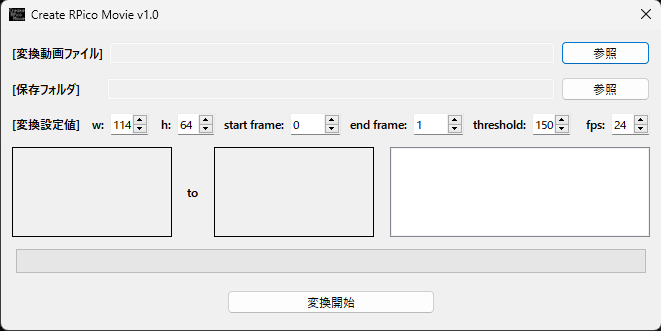 Create RPico Movie v1.0
[変換動画ファイル] 参照
[保存フォルダ] 参照
[変換設定値] w: 114 h: 64 start frame: 0 end frame: 1 threshold: 150 fps: 24
to
変換開始